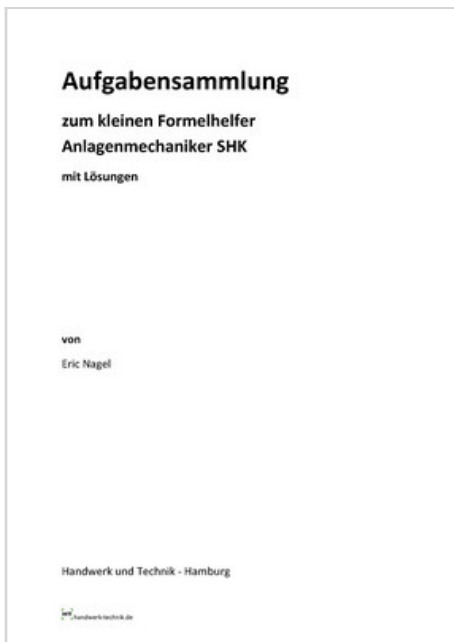 Aufgabensammlung
zum kleinen Formelhelfer
Anlagenmechaniker SHK
mit Lösungen
von
Eric Nagel
Handwerk und Technik - Hamburg
handwerk-technik.de